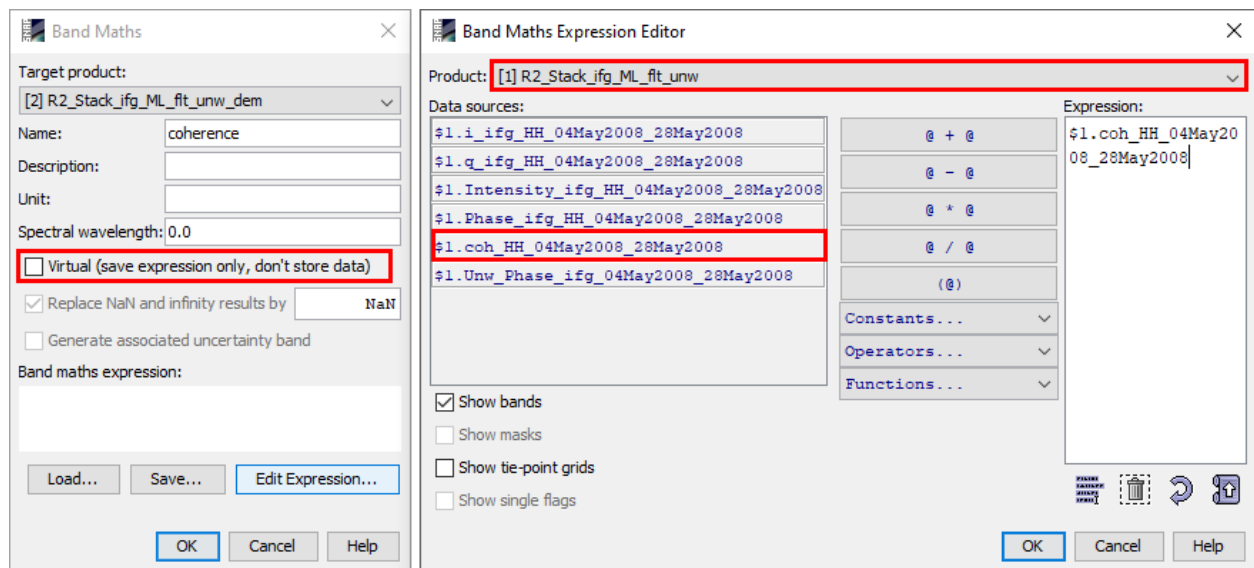 Band Maths
Target product:
[2] R2_Stack_ifg_ML_flt_unw_dem
Name: coherence
Description:
Unit:
Spectral wavelength: 0.0
Virtual (save expression only, don't store data)
Replace NaN and infinity results by NaN
Generate associated uncertainty band
Band maths expression:
Load... Save... Edit Expression...
OK Cancel Help
Band Maths Expression Editor
Product: [1] R2_Stack_ifg_ML_flt_unw
Data sources:
$1.i_ifg_HH_04May2008_28May2008
$1.q_ifg_HH_04May2008_28May2008
$1.Intensity_ifg_HH_04May2008_28May2008
$1.Phase_ifg_HH_04May2008_28May2008
$1.coh_HH_04May2008_28May2008
$1.Unw_Phase_ifg_04May2008_28May2008
Show bands
Show masks
Show tie-point grids
Show single flags
@ + @
@ - @
@ * @
@ / @
(@)
Constants...
Operators...
Functions...
Expression:
$1.coh_HH_04May20
08_28May2008
OK Cancel Help